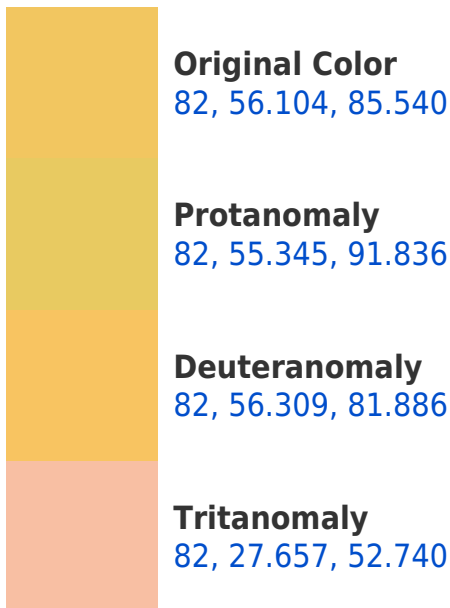 Original Color
82, 56.104, 85.540
Protanomaly
82, 55.345, 91.836
Deuteranomaly
82, 56.309, 81.886
Tritanomaly
82, 27.657, 52.740